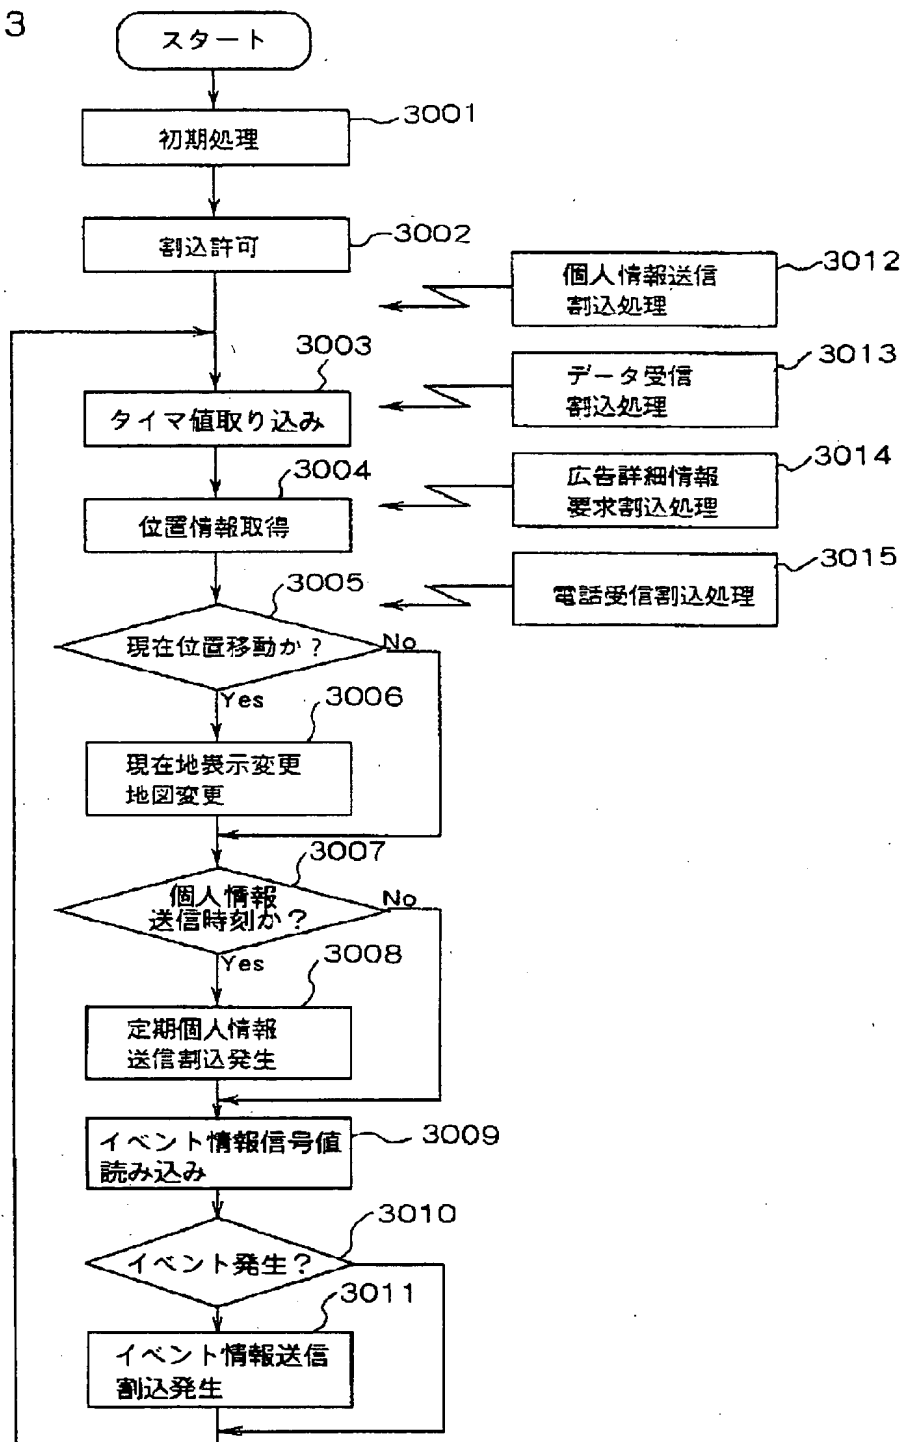 3
スタート
3001
初期処理
3002
割込許可
3012
個人情報送信
割込処理
3003
タイマ値取り込み
3013
データ受信
割込処理
3004
位置情報取得
3014
広告詳細情報
要求割込処理
3005
現在位置移動か?
No
Yes
3015
電話受信割込処理
3006
現在地表示変更
地図変更
3007
個人情報
送信時刻か?
No
Yes
3008
定期個人情報
送信割込発生
3009
イベント情報信号値
読み込み
3010
イベント発生?
3011
イベント情報送信
割込発生